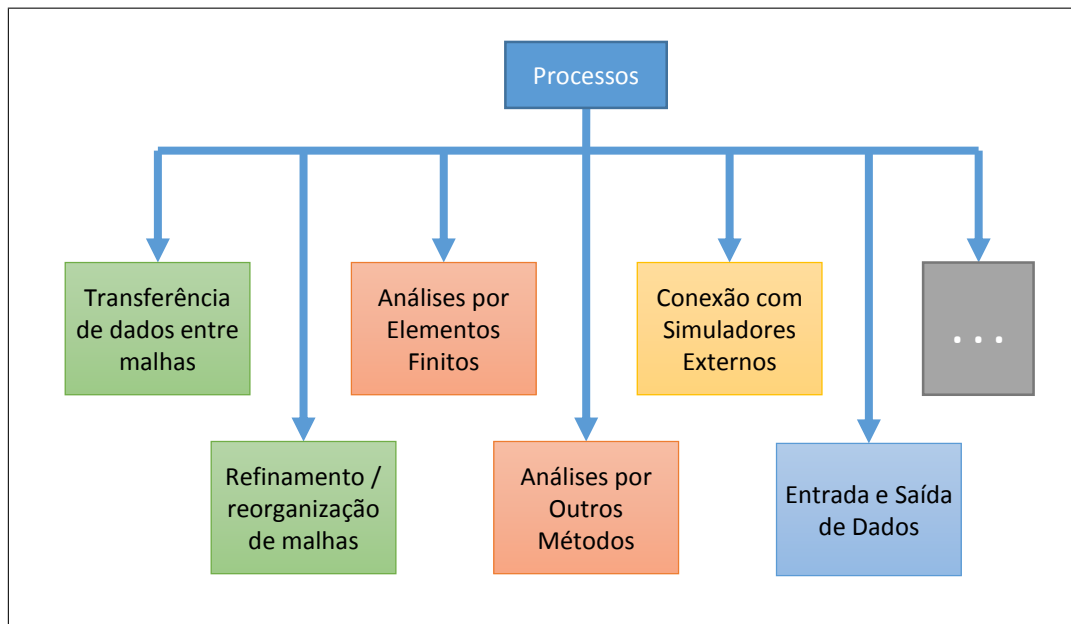 Processos
Transferência
de dados entre
malhas
Análises por
Elementos
Finitos
Conexão com
Simuladores
Externos
. . .
Refinamento /
reorganização
de malhas
Análises por
Outros
Métodos
Entrada e Saída
de Dados